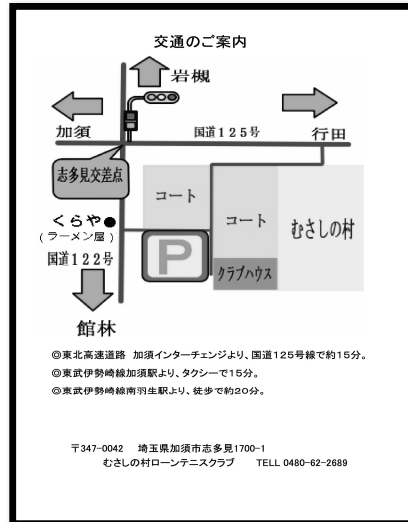 交通のご案内
岩槻
加須
国道125号
行田
志多見交差点
コート
コート
むさしの村
くらや
(ラーメン屋)
国道122号
P
クラブハウス
館林
◎東北高速道路 加須インターチェンジより、国道125号線で約15分。
◎東武伊勢崎線加須駅より、タクシーで15分。
◎東武伊勢崎線南羽生駅より、徒歩で約20分。
〒347-0042 埼玉県加須市志多見1700-1
むさしの村ローンテニスクラブ TELL 0480-62-2689